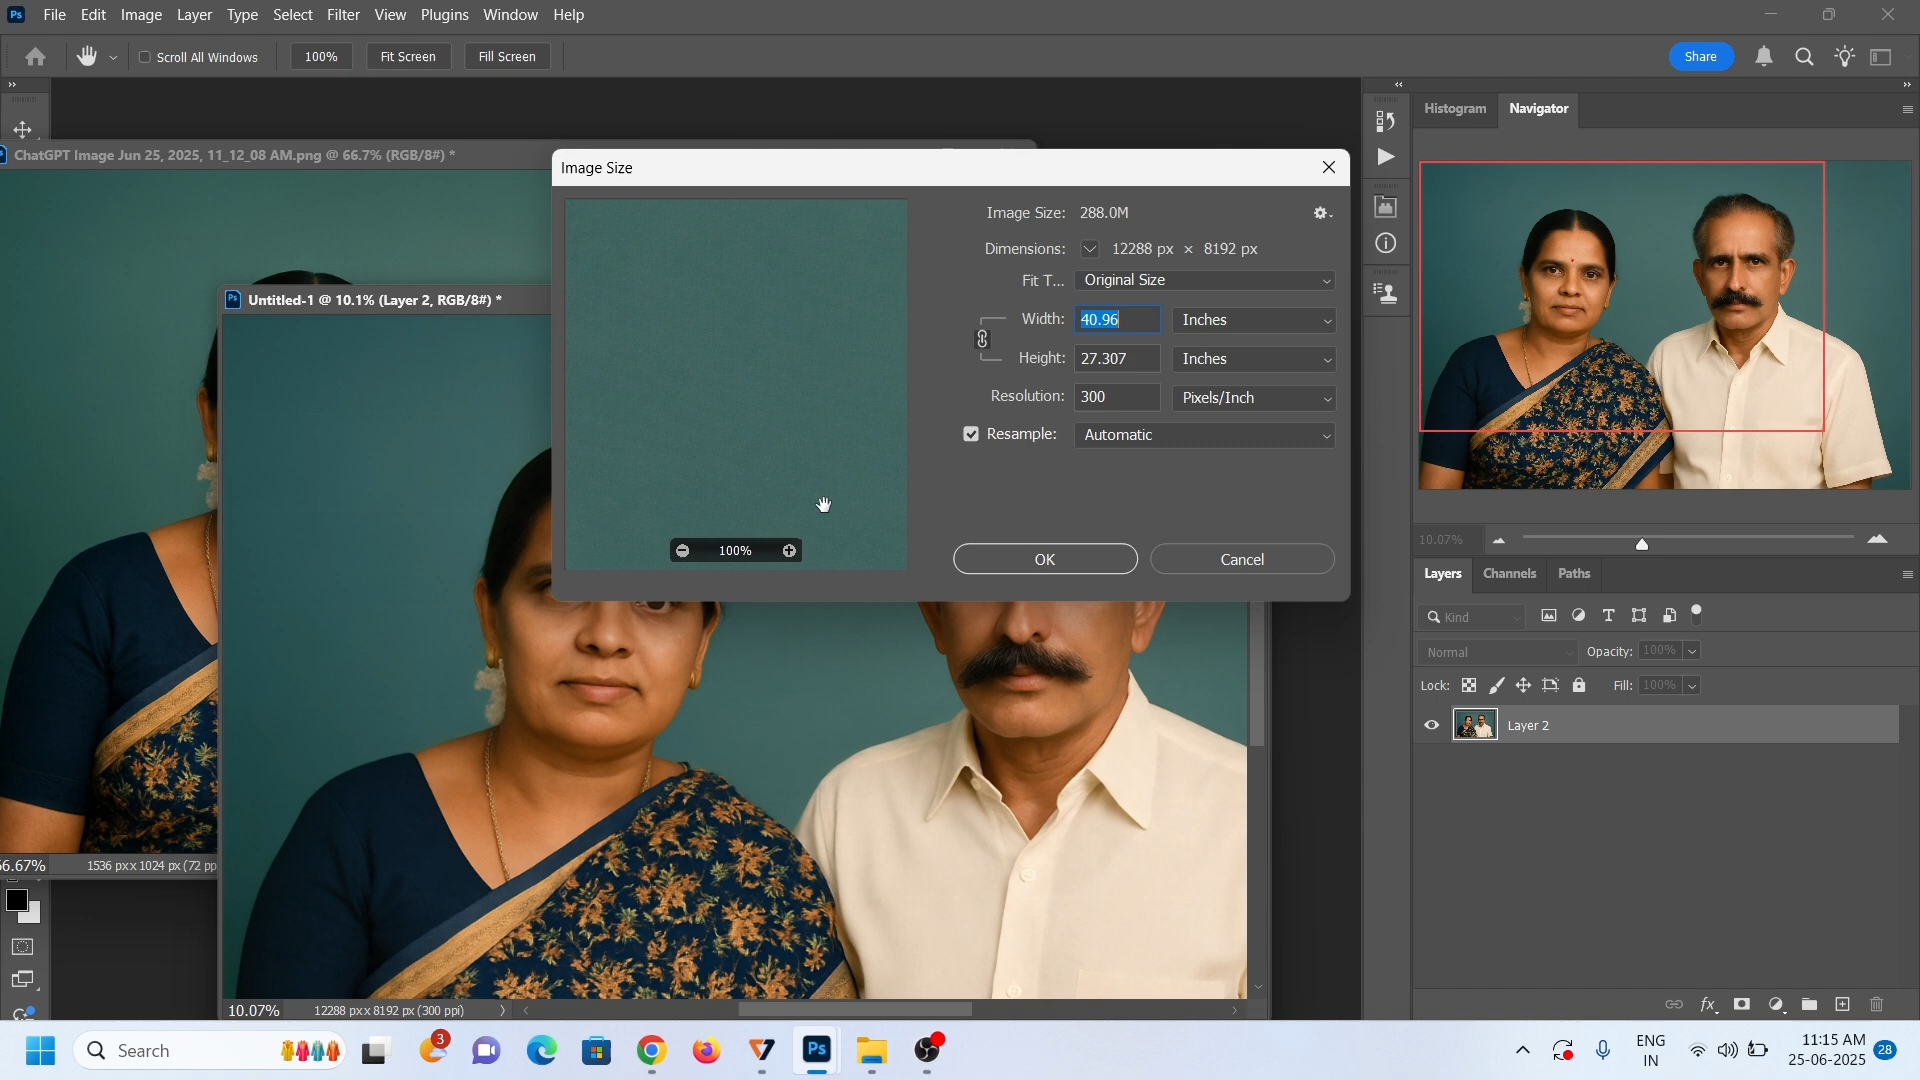 Ps File Edit Image Layer Type Select Filter View Plugins Window Help
Scroll All Windows 100% Fit Screen Fill Screen Share
Histogram Navigator
ChatGPT Image Jun 25, 2025, 11_12_08 AM.png @ 66.7% (RGB/8#) *
Image Size
Image Size: 288.0M
Dimensions: 12288 px × 8192 px
Fit T... Original Size
Untitled-1 @ 10.1% (Layer 2, RGB/8#) *
Width: 40.96 Inches
Height: 27.307 Inches
Resolution: 300 Pixels/Inch
Resample: Automatic
100%
OK Cancel
10.07%
Layers Channels Paths
Kind
Normal Opacity: 100%
Lock: Fill: 100%
Layer 2
66.67% 1536 px x 1024 px (72 pp
10.07% 12288 px x 8192 px (300 ppi)
Search
3
Ps
ENG
IN
11:15 AM
25-06-2025
28